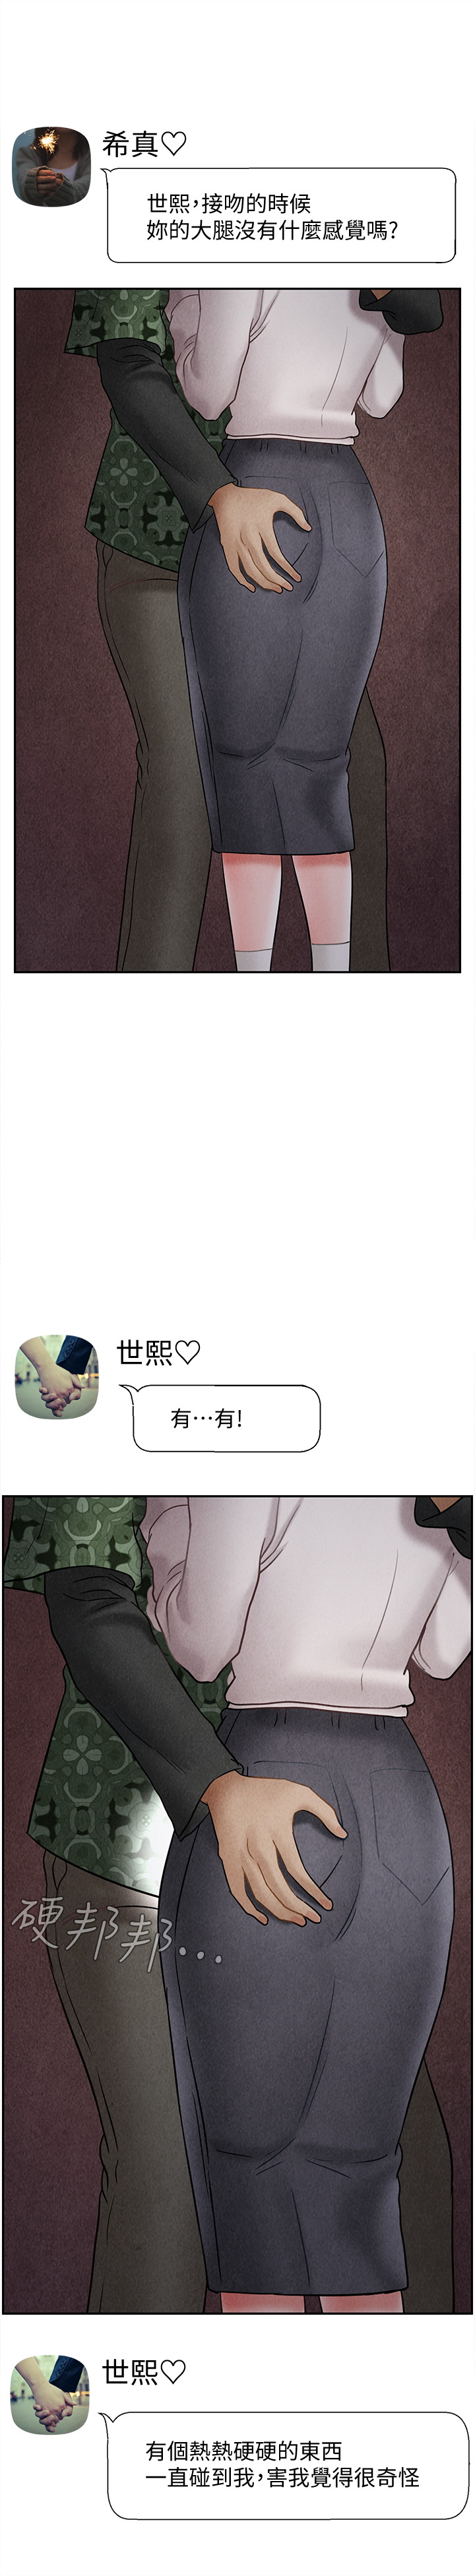 希真♡
世熙,接吻的時候
妳的大腿沒有什麼感覺嗎?
世熙♡
有…有!
硬邦邦...
世熙♡
有個熱熱硬硬的東西
一直碰到我,害我覺得很奇怪